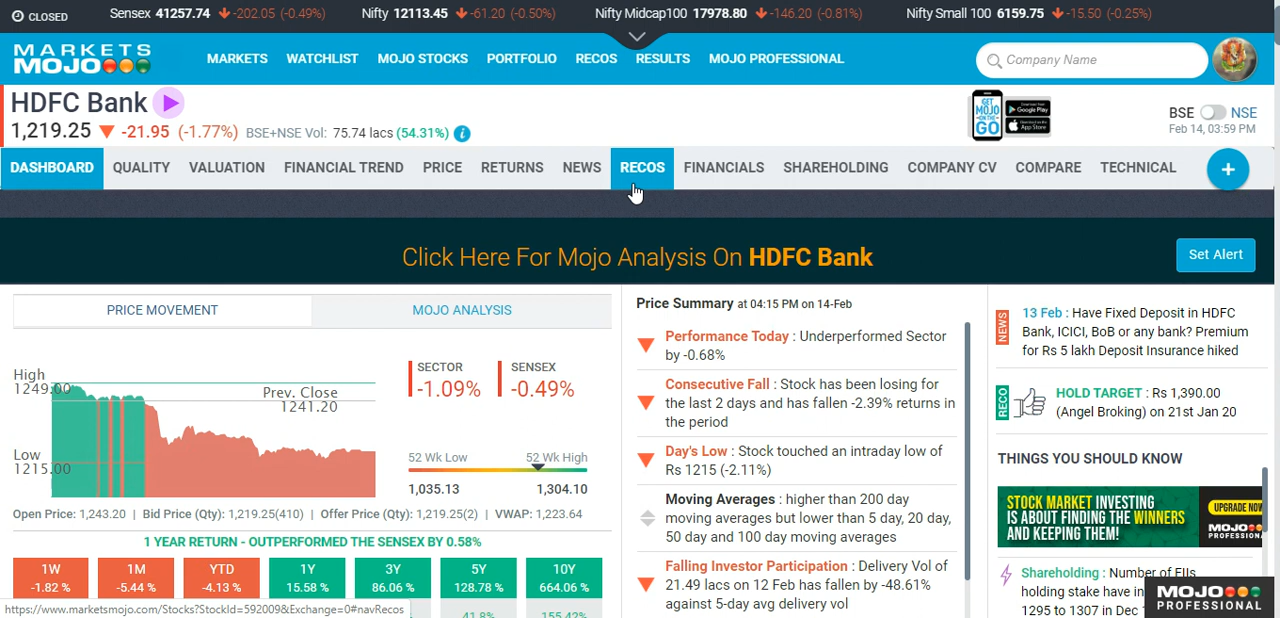 CLOSED Sensex 41257.74 -202.05 (-0.49%) Nifty 12113.45 -61.20 (-0.50%) Nifty Midcap100 17978.80 -146.20 (-0.81%) Nifty Small 100 6159.75 -15.50 (-0.25%)
MARKETS
MOJO
MARKETS WATCHLIST MOJO STOCKS PORTFOLIO RECOS RESULTS MOJO PROFESSIONAL
Company Name
HDFC Bank
1,219.25 -21.95 (-1.77%) BSE+NSE Vol: 75.74 lacs (54.31%) i
GET
MOJO
ON THE
GO
Google Play
App Store
BSE NSE
Feb 14, 03:59 PM
DASHBOARD QUALITY VALUATION FINANCIAL TREND PRICE RETURNS NEWS RECOS FINANCIALS SHAREHOLDING COMPANY CV COMPARE TECHNICAL +
Click Here For Mojo Analysis On HDFC Bank
Set Alert
PRICE MOVEMENT MOJO ANALYSIS
High
1249.00
Prev. Close
1241.20
Low
1215.00
SECTOR
-1.09%
SENSEX
-0.49%
52 Wk Low 52 Wk High
1,035.13 1,304.10
Open Price: 1,243.20 | Bid Price (Qty): 1,219.25(410) | Offer Price (Qty): 1,219.25(2) | VWAP: 1,223.64
1 YEAR RETURN - OUTPERFORMED THE SENSEX BY 0.58%
1W 1M YTD 1Y 3Y 5Y 10Y
-1.82 % -5.44 % -4.13 % 15.58 % 86.06 % 128.78 % 664.06 %
41.8% 155.42%
https://www.marketsmojo.com/Stocks?StockId=592009&Exchange=0#navRecos
Price Summary at 04:15 PM on 14-Feb
Performance Today : Underperformed Sector
by -0.68%
Consecutive Fall : Stock has been losing for
the last 2 days and has fallen -2.39% returns in
the period
Day's Low : Stock touched an intraday low of
Rs 1215 (-2.11%)
Moving Averages : higher than 200 day
moving averages but lower than 5 day, 20 day,
50 day and 100 day moving averages
Falling Investor Participation : Delivery Vol of
21.49 lacs on 12 Feb has fallen by -48.61%
against 5-day avg delivery vol
NEWS
13 Feb : Have Fixed Deposit in HDFC
Bank, ICICI, BoB or any bank? Premium
for Rs 5 lakh Deposit Insurance hiked
RECO
HOLD TARGET : Rs 1,390.00
(Angel Broking) on 21st Jan 20
THINGS YOU SHOULD KNOW
STOCK MARKET INVESTING
IS ABOUT FINDING THE WINNERS
AND KEEPING THEM!
UPGRADE NOW
MOJO
PROFESSIONAL
Shareholding : Number of FIIs
holding stake have in
1295 to 1307 in Dec 1
MOJO
PROFESSIONAL